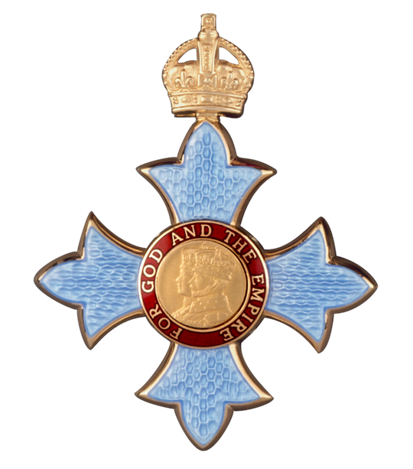 FOR GOD AND THE EMPIRE